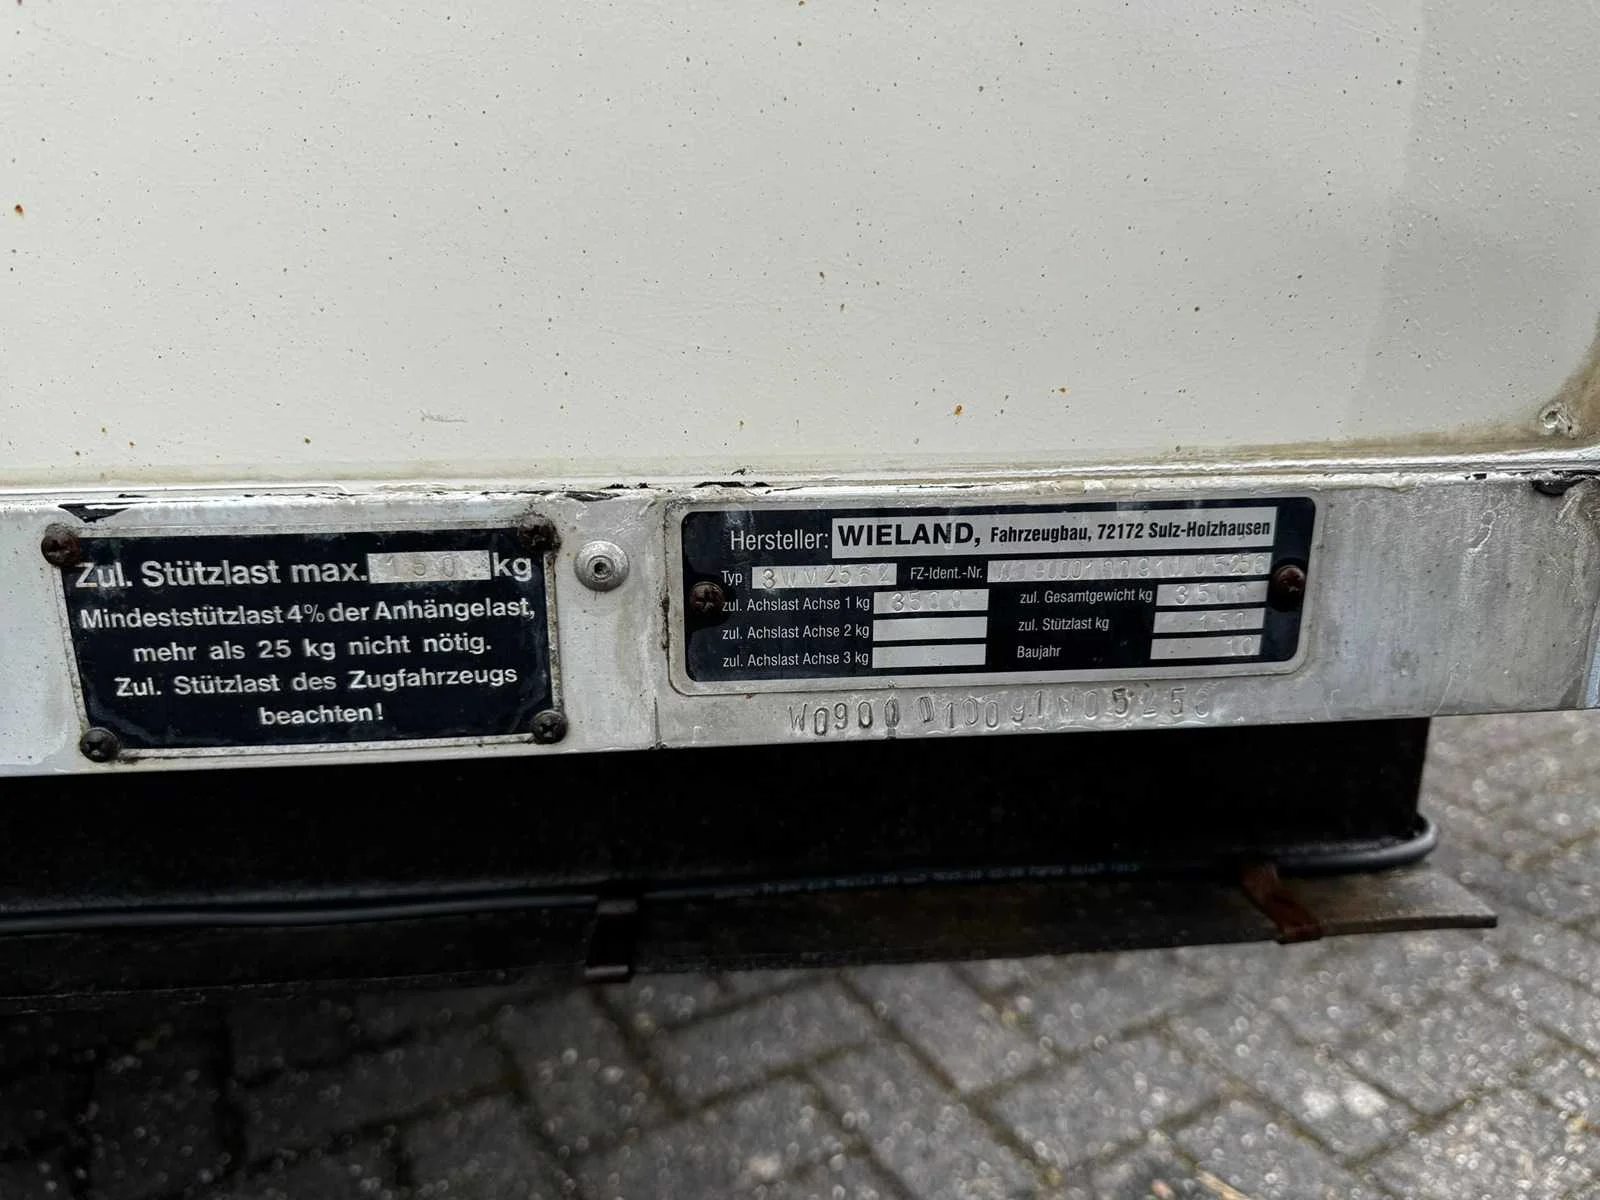 Zul. Stützlast max. 150 kg
Mindeststützlast 4% der Anhängelast,
mehr als 25 kg nicht nötig.
Zul. Stützlast des Zugfahrzeugs
beachten!
Hersteller: WIELAND, Fahrzeugbau, 72172 Sulz-Holzhausen
Typ 3WV2562 FZ-Ident.-Nr.
zul. Achslast Achse 1 kg 3500 zul. Gesamtgewicht kg 3500
zul. Achslast Achse 2 kg zul. Stützlast kg 150
zul. Achslast Achse 3 kg Baujahr 10